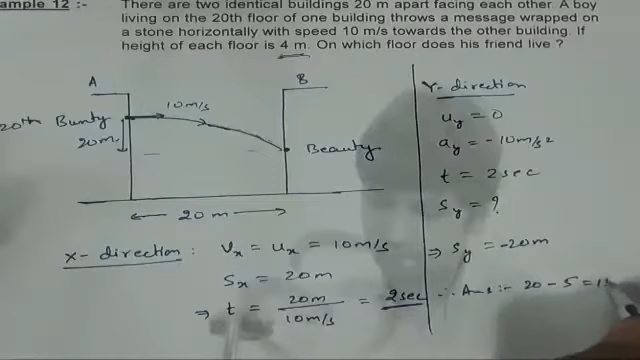 ample 12 :- There are two identical buildings 20 m apart facing each other. A boy
living on the 20th floor of one building throws a message wrapped on
a stone horizontally with speed 10 m/s towards the other building. If
height of each floor is 4 m. On which floor does his friend live ?
A
B
10m/s
20th Bunty
20m
Beauty
20 m
X-direction : Vx = ux = 10m/s
Sx = 20m
⇒ t = 20m / 10m/s = 2sec
Y-direction
uy = 0
ay = -10m/s2
t = 2sec
Sy = ?
⇒ Sy = -20m
∴ Ans:- 20 - 5 =